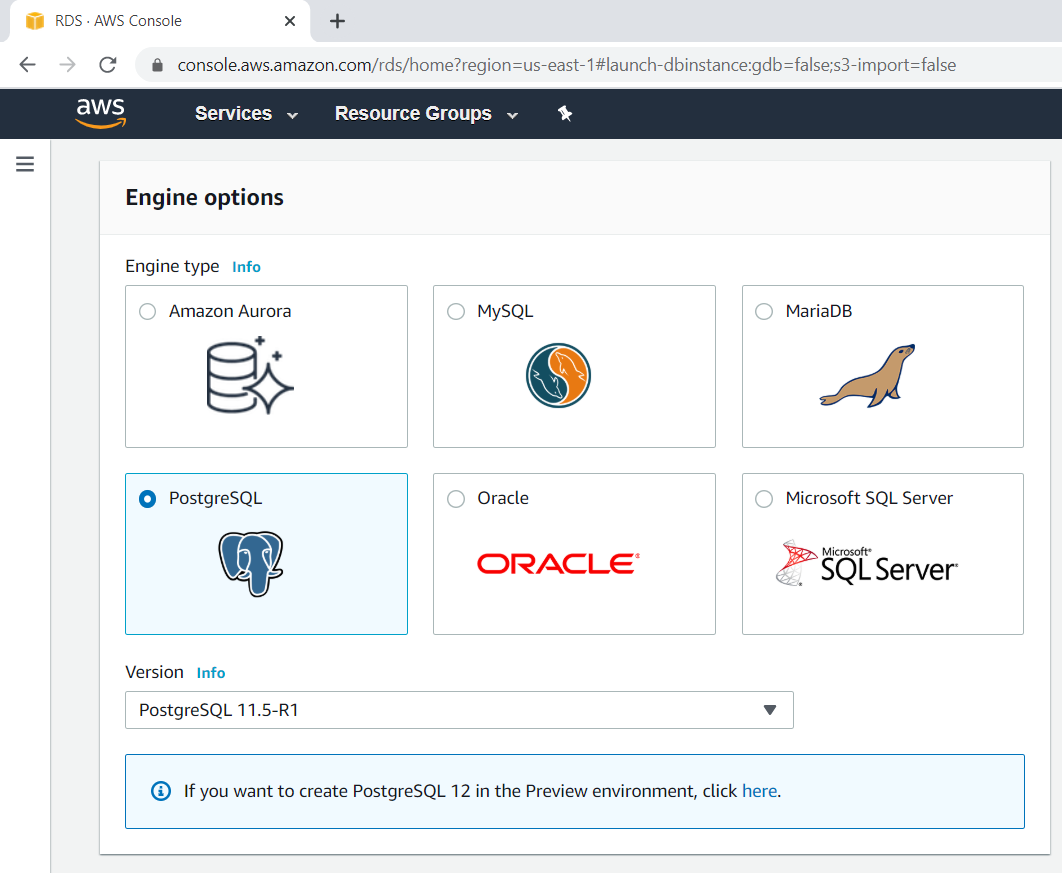 RDS · AWS Console
console.aws.amazon.com/rds/home?region=us-east-1#launch-dbinstance:gdb=false;s3-import=false
aws Services Resource Groups
Engine options
Engine type Info
Amazon Aurora MySQL MariaDB
PostgreSQL Oracle Microsoft SQL Server
ORACLE®
Microsoft®
SQL Server®
Version Info
PostgreSQL 11.5-R1
If you want to create PostgreSQL 12 in the Preview environment, click here.